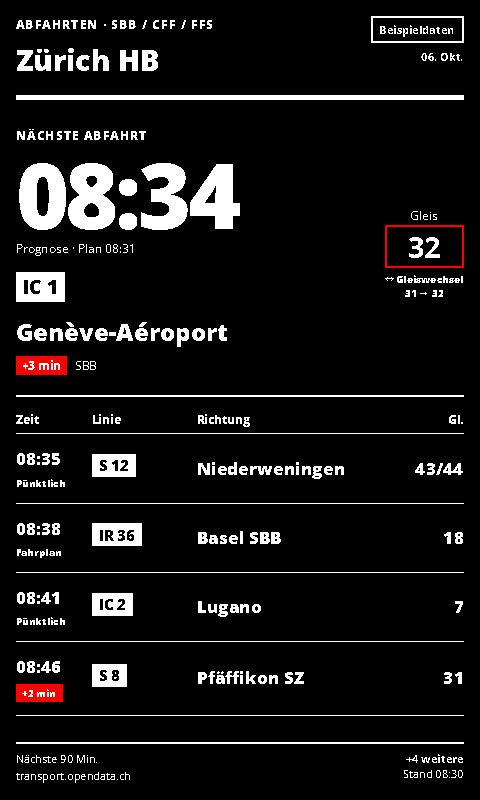 ABFAHRTEN · SBB / CFF / FFS
Beispieldaten
Zürich HB
06. Okt.
NÄCHSTE ABFAHRT
08:34
Prognose · Plan 08:31
Gleis
32
↔ Gleiswechsel
31 → 32
IC 1
Genève-Aéroport
+3 min SBB
Zeit Linie Richtung Gl.
08:35 S 12 Niederweningen 43/44
Pünktlich
08:38 IR 36 Basel SBB 18
Fahrplan
08:41 IC 2 Lugano 7
Pünktlich
08:46 S 8 Pfäffikon SZ 31
+2 min
Nächste 90 Min. +4 weitere
transport.opendata.ch Stand 08:30